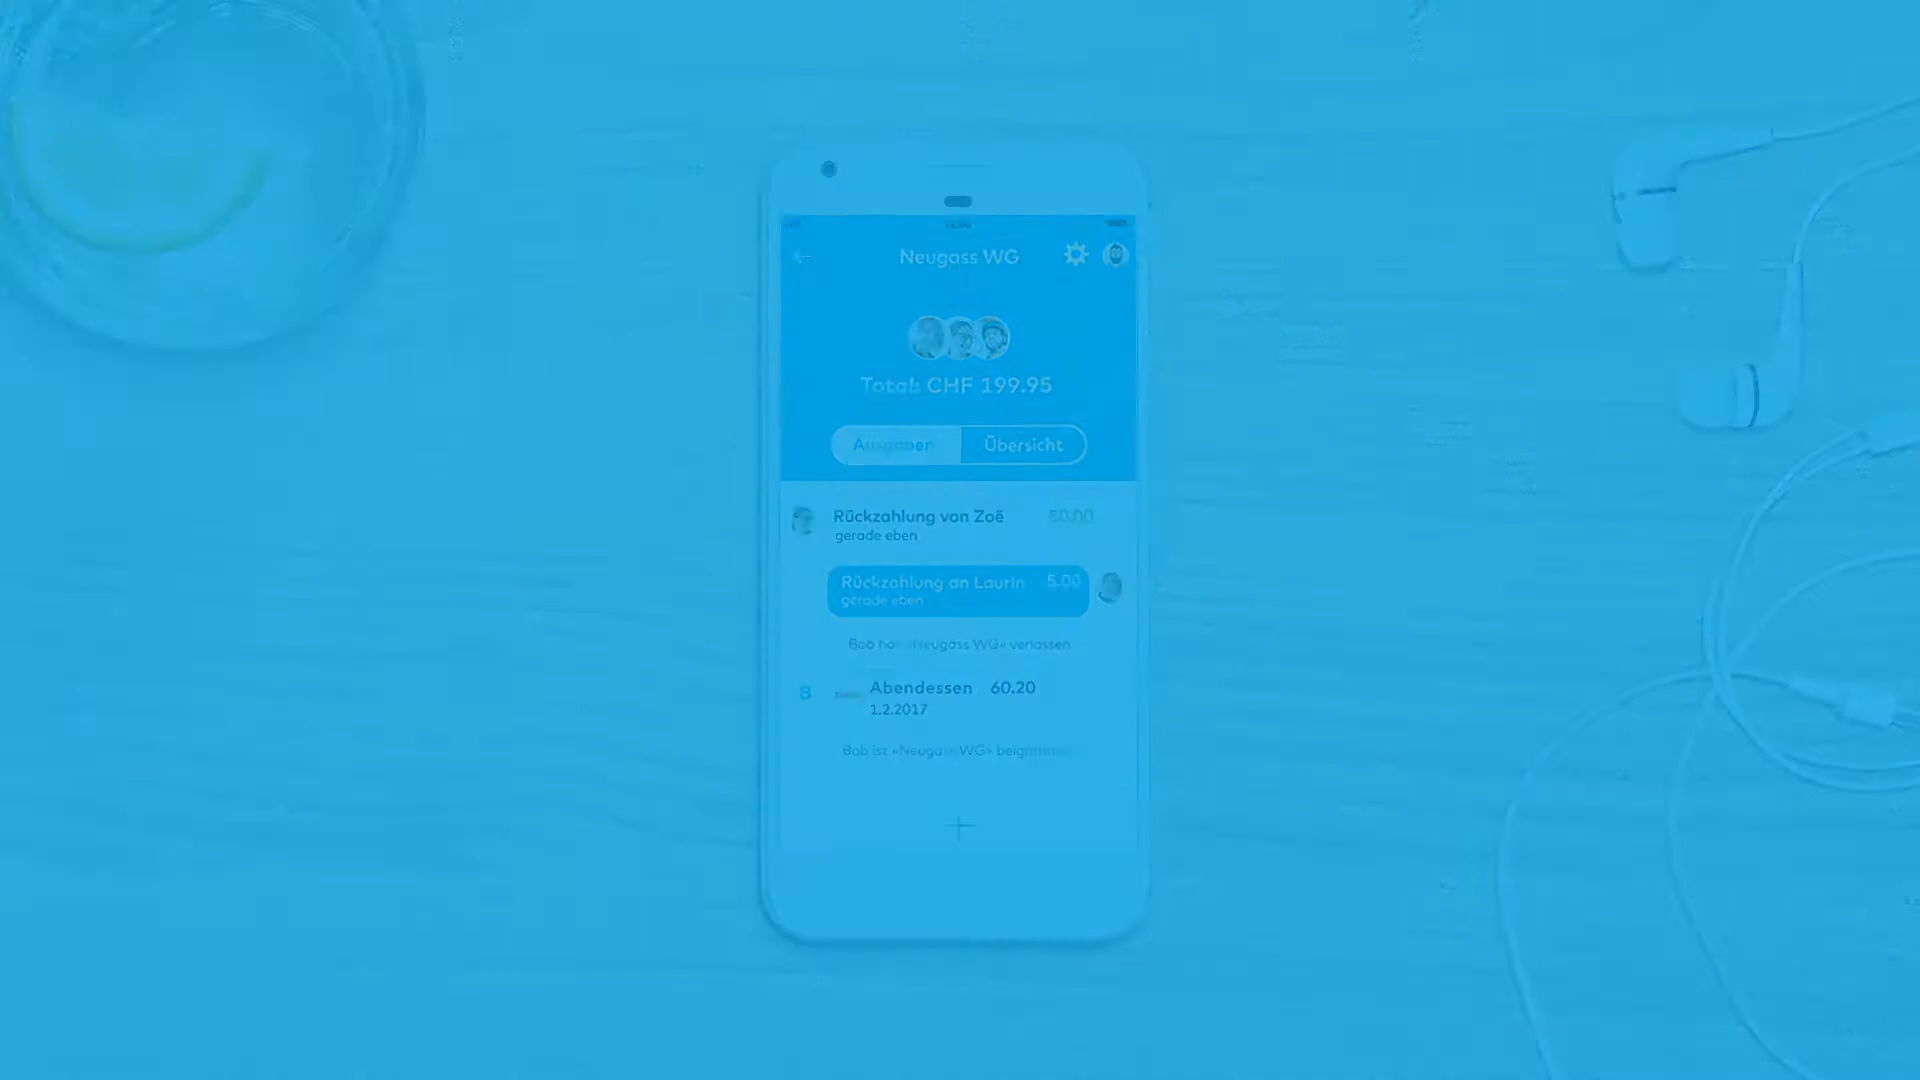 Neugass WG
Total: CHF 199.95
Ausgaben
Übersicht
Rückzahlung von Zoë 50.00
gerade eben
Rückzahlung an Laurin 5.00
gerade eben
Bob hat «Neugass WG» verlassen
B
Abendessen 60.20
1.2.2017
Bob ist «Neugass WG»